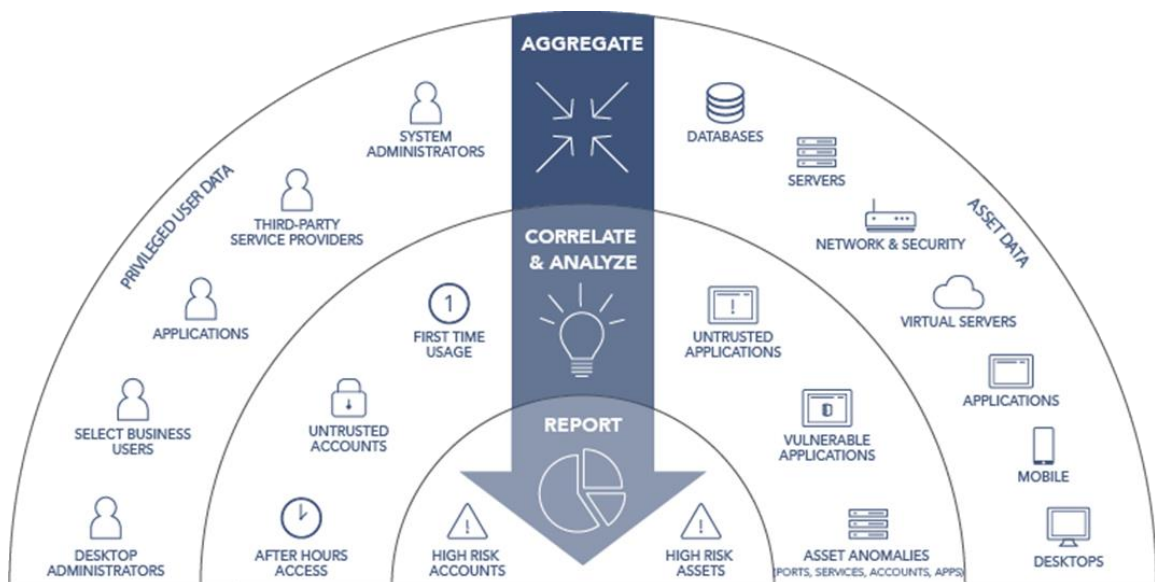 AGGREGATE
SYSTEM
ADMINISTRATORS
DATABASES
SERVERS
PRIVILEGED USER DATA
ASSET DATA
THIRD-PARTY
SERVICE PROVIDERS
NETWORK & SECURITY
CORRELATE
& ANALYZE
APPLICATIONS
1
FIRST TIME
USAGE
UNTRUSTED
APPLICATIONS
VIRTUAL SERVERS
APPLICATIONS
SELECT BUSINESS
USERS
UNTRUSTED
ACCOUNTS
REPORT
VULNERABLE
APPLICATIONS
MOBILE
DESKTOP
ADMINISTRATORS
AFTER HOURS
ACCESS
HIGH RISK
ACCOUNTS
HIGH RISK
ASSETS
ASSET ANOMALIES
(PORTS, SERVICES, ACCOUNTS, APPS)
DESKTOPS